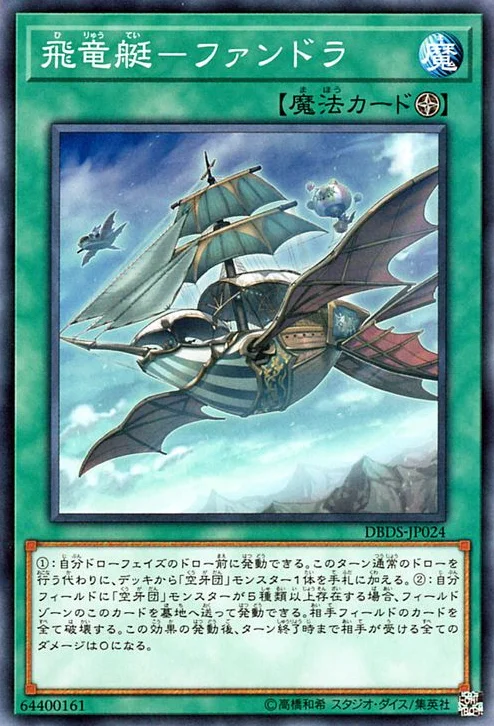 飛竜艇－ファンドラ
【魔法カード】
DBDS-JP024
①：自分ドローフェイズのドロー前に発動できる。このターン通常のドローを
行う代わりに、デッキから「空牙団」モンスター１体を手札に加える。②：自分
フィールドに「空牙団」モンスターが５種類以上存在する場合、フィールド
ゾーンのこのカードを墓地へ送って発動できる。相手フィールドのカードを
全て破壊する。この効果の発動後、ターン終了時まで相手が受ける全ての
ダメージは０になる。
64400161
©高橋和希 スタジオ・ダイス/集英社